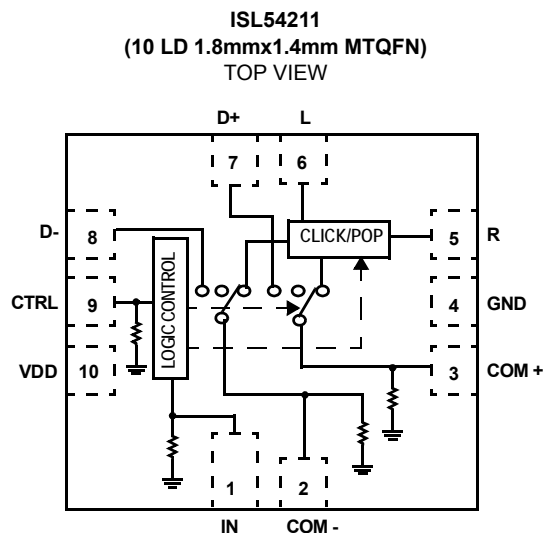 ISL54211
(10 LD 1.8mmx1.4mm MTQFN)
TOP VIEW
D+ L
7 6
D- 8
CLICK/POP
5 R
LOGIC CONTROL
CTRL 9
4 GND
VDD 10
3 COM +
1 2
IN COM -